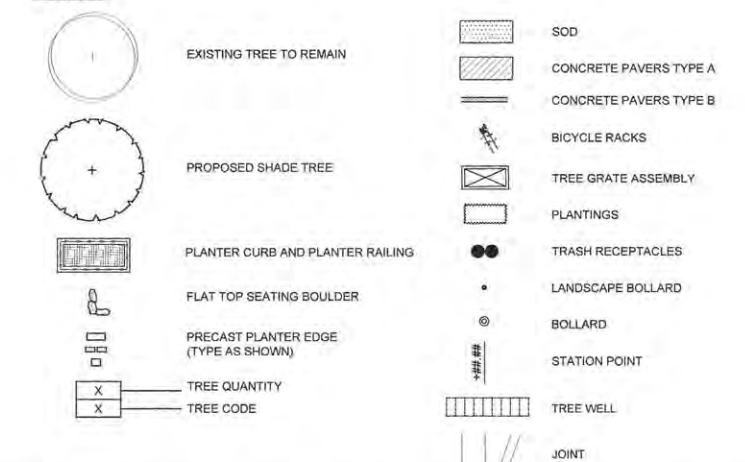 EXISTING TREE TO REMAIN
PROPOSED SHADE TREE
PLANTER CURB AND PLANTER RAILING
FLAT TOP SEATING BOULDER
PRECAST PLANTER EDGE
(TYPE AS SHOWN)
X TREE QUANTITY
X TREE CODE
SOD
CONCRETE PAVERS TYPE A
CONCRETE PAVERS TYPE B
BICYCLE RACKS
TREE GRATE ASSEMBLY
PLANTINGS
TRASH RECEPTACLES
LANDSCAPE BOLLARD
BOLLARD
+##.## STATION POINT
TREE WELL
JOINT